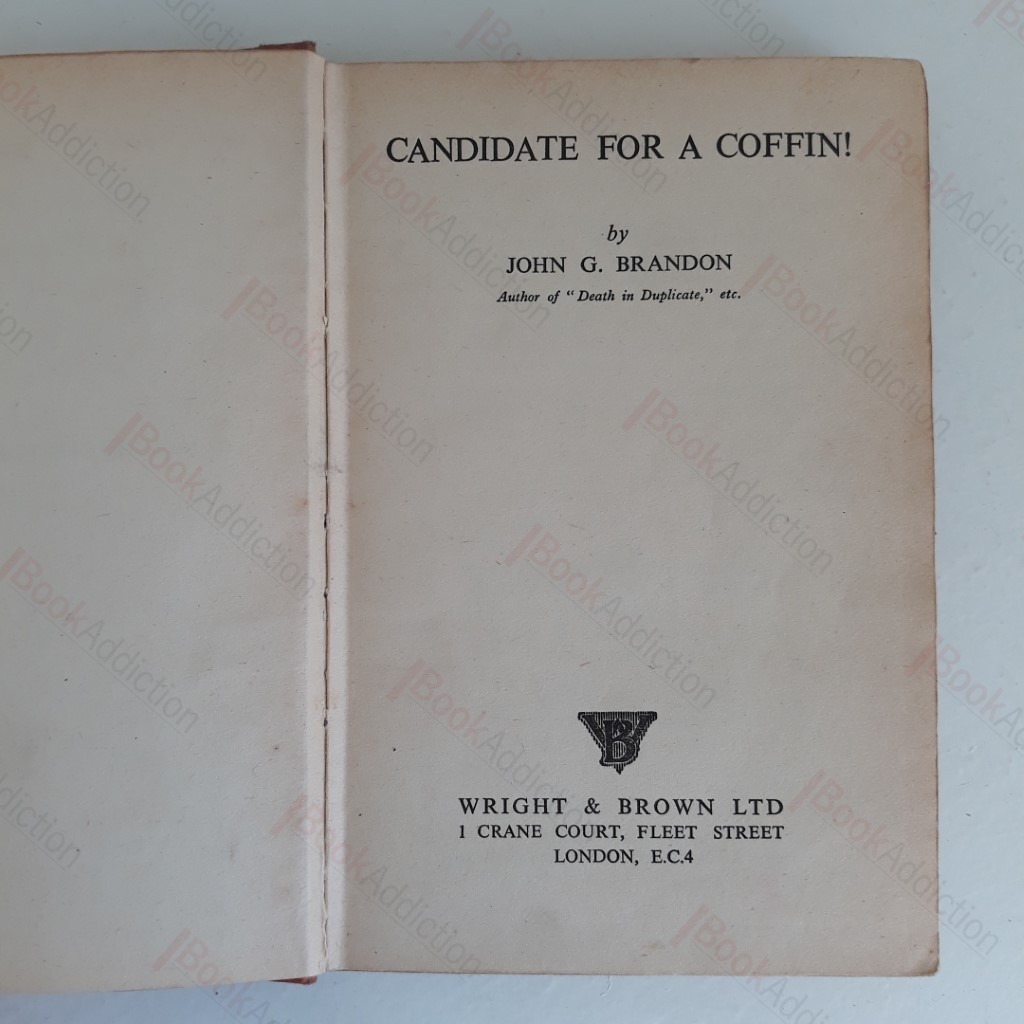 CANDIDATE FOR A COFFIN!
by
JOHN G. BRANDON
Author of "Death in Duplicate," etc.
B
WRIGHT & BROWN LTD
1 CRANE COURT, FLEET STREET
LONDON, E.C.4
BookAddiction